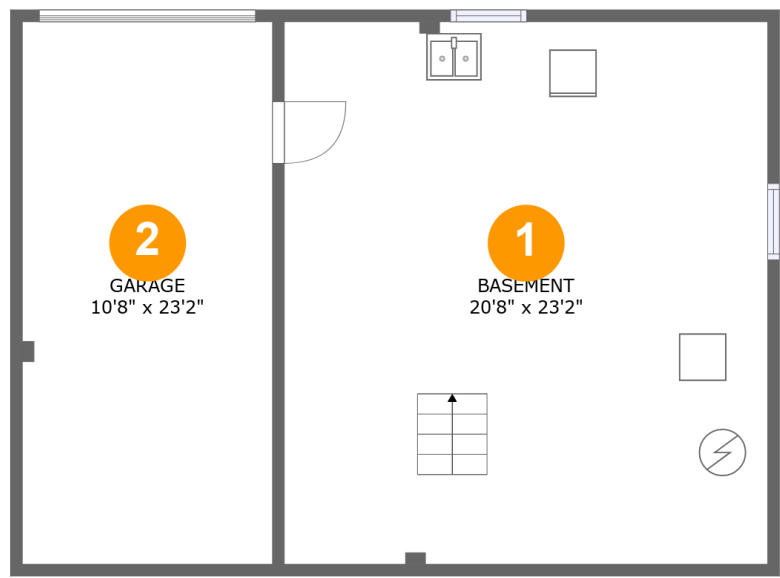 2
GARAGE
10'8" x 23'2"
1
BASEMENT
20'8" x 23'2"